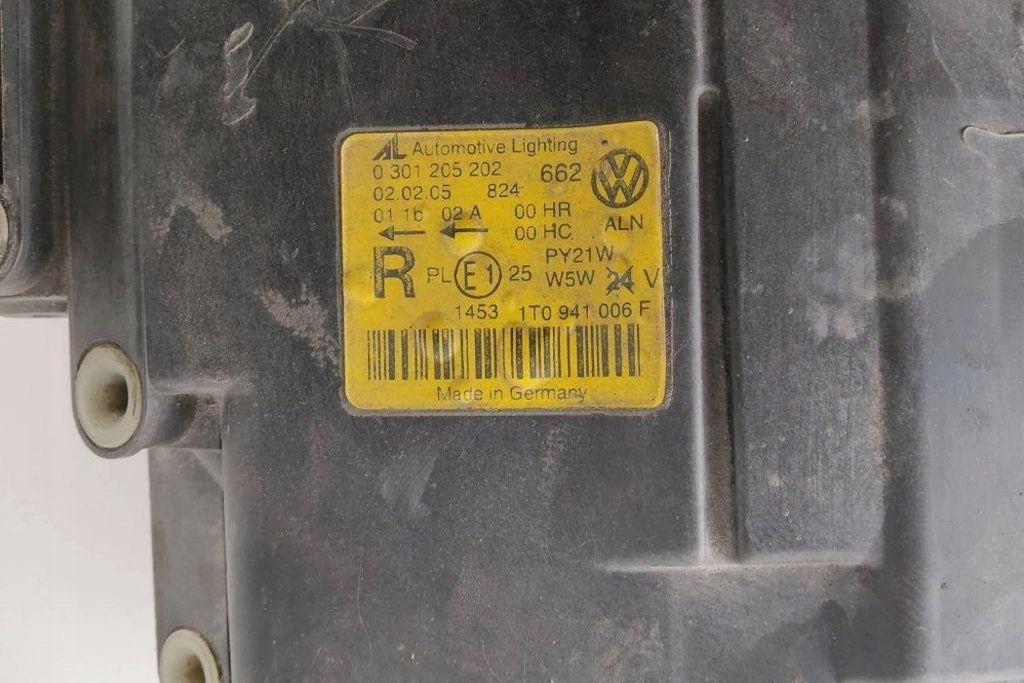 AL Automotive Lighting
0 301 205 202 662
02.02.05 824
01 1b 02 A 00 HR
00 HC ALN
PY21W
R PL E1 25 W5W 24 V
1453 1T0 941 006 F
Made in Germany